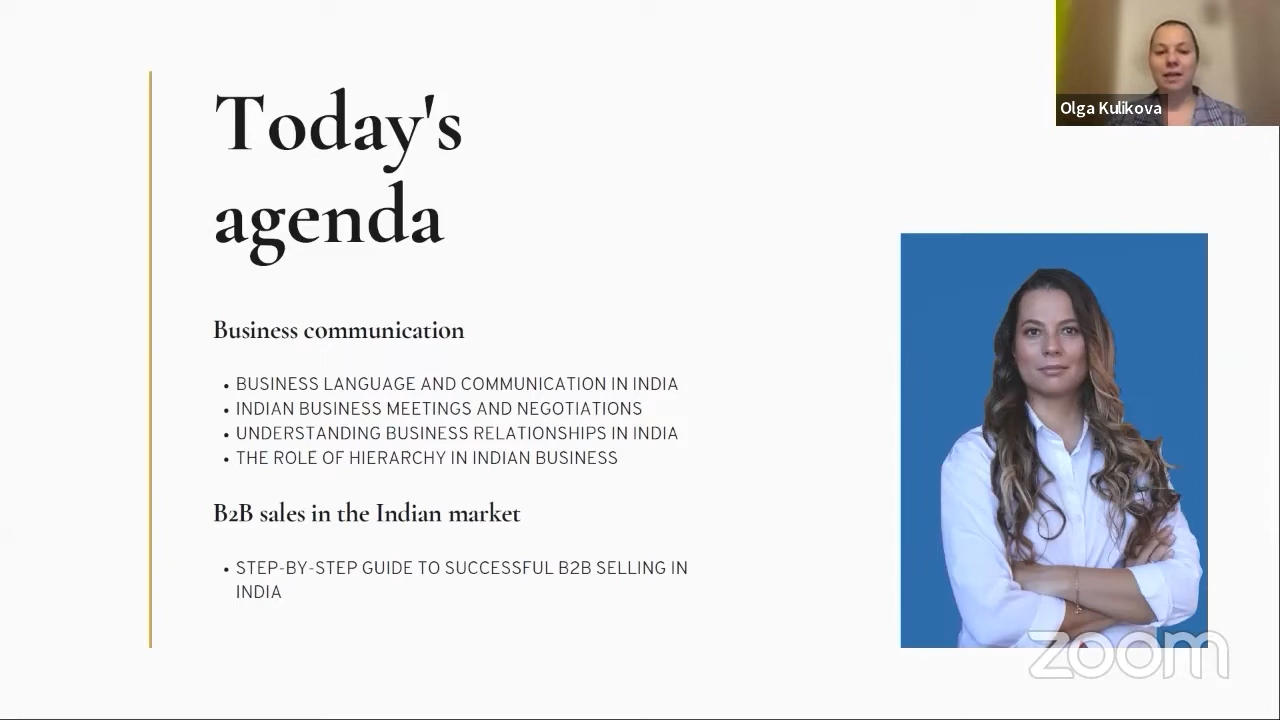 Today's
agenda
Olga Kulikova
Business communication
• BUSINESS LANGUAGE AND COMMUNICATION IN INDIA
• INDIAN BUSINESS MEETINGS AND NEGOTIATIONS
• UNDERSTANDING BUSINESS RELATIONSHIPS IN INDIA
• THE ROLE OF HIERARCHY IN INDIAN BUSINESS
B2B sales in the Indian market
• STEP-BY-STEP GUIDE TO SUCCESSFUL B2B SELLING IN
INDIA
zoom